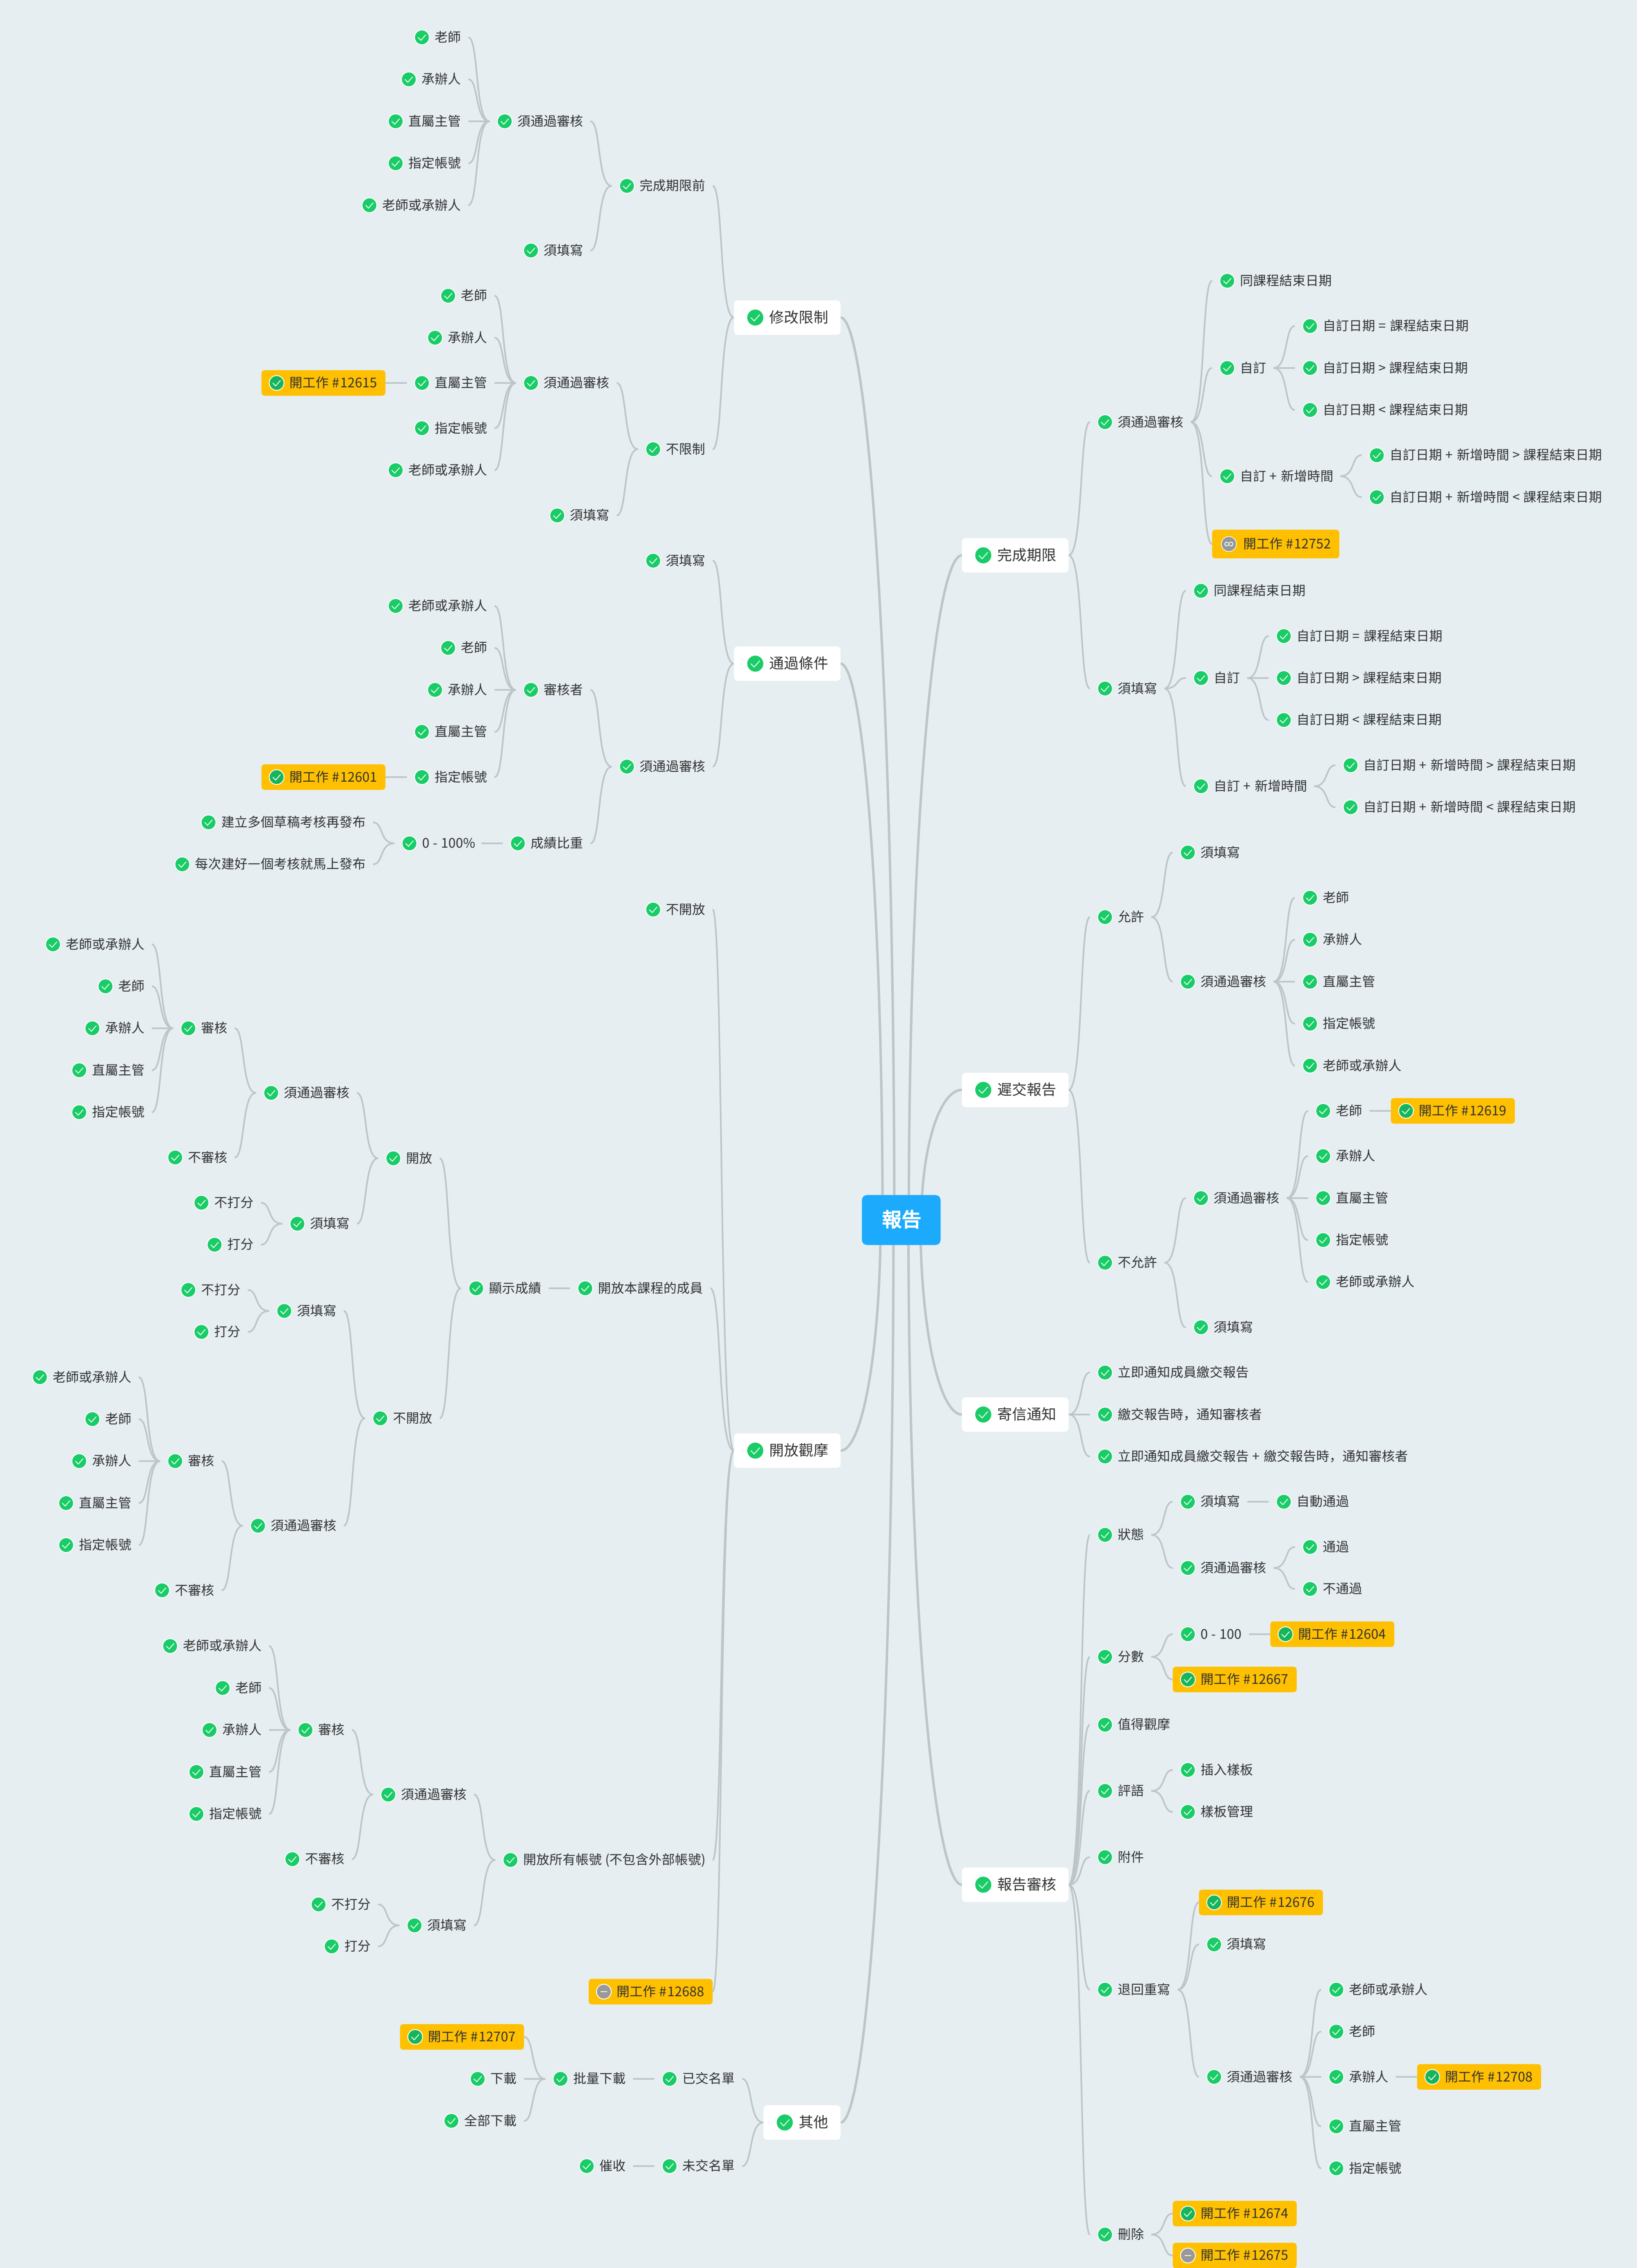 報告
完成期限
須通過審核
同課程結束日期
自訂
自訂日期 = 課程結束日期
自訂日期 > 課程結束日期
自訂日期 < 課程結束日期
自訂 + 新增時間
自訂日期 + 新增時間 > 課程結束日期
自訂日期 + 新增時間 < 課程結束日期
開工作 #12752
須填寫
同課程結束日期
自訂
自訂日期 = 課程結束日期
自訂日期 > 課程結束日期
自訂日期 < 課程結束日期
自訂 + 新增時間
自訂日期 + 新增時間 > 課程結束日期
自訂日期 + 新增時間 < 課程結束日期
遲交報告
允許
須填寫
須通過審核
老師
承辦人
直屬主管
指定帳號
老師或承辦人
不允許
須通過審核
老師
開工作 #12619
承辦人
直屬主管
指定帳號
老師或承辦人
須填寫
寄信通知
立即通知成員繳交報告
繳交報告時，通知審核者
立即通知成員繳交報告 + 繳交報告時，通知審核者
報告審核
狀態
須填寫
自動通過
須通過審核
通過
不通過
分數
0 - 100
開工作 #12604
開工作 #12667
值得觀摩
評語
插入樣板
樣板管理
附件
退回重寫
開工作 #12676
須填寫
須通過審核
老師或承辦人
老師
承辦人
開工作 #12708
直屬主管
指定帳號
刪除
開工作 #12674
開工作 #12675
修改限制
完成期限前
須通過審核
老師
承辦人
直屬主管
指定帳號
老師或承辦人
須填寫
不限制
須通過審核
老師
承辦人
直屬主管
開工作 #12615
指定帳號
老師或承辦人
須填寫
通過條件
須填寫
須通過審核
審核者
老師或承辦人
老師
承辦人
直屬主管
指定帳號
開工作 #12601
成績比重
0 - 100%
建立多個草稿考核再發布
每次建好一個考核就馬上發布
開放觀摩
不開放
開放本課程的成員
顯示成績
開放
須通過審核
審核
老師或承辦人
老師
承辦人
直屬主管
指定帳號
不審核
須填寫
不打分
打分
不開放
須填寫
不打分
打分
須通過審核
審核
老師或承辦人
老師
承辦人
直屬主管
指定帳號
不審核
開放所有帳號 (不包含外部帳號)
須通過審核
審核
老師或承辦人
老師
承辦人
直屬主管
指定帳號
不審核
須填寫
不打分
打分
開工作 #12688
其他
已交名單
批量下載
開工作 #12707
下載
全部下載
未交名單
催收